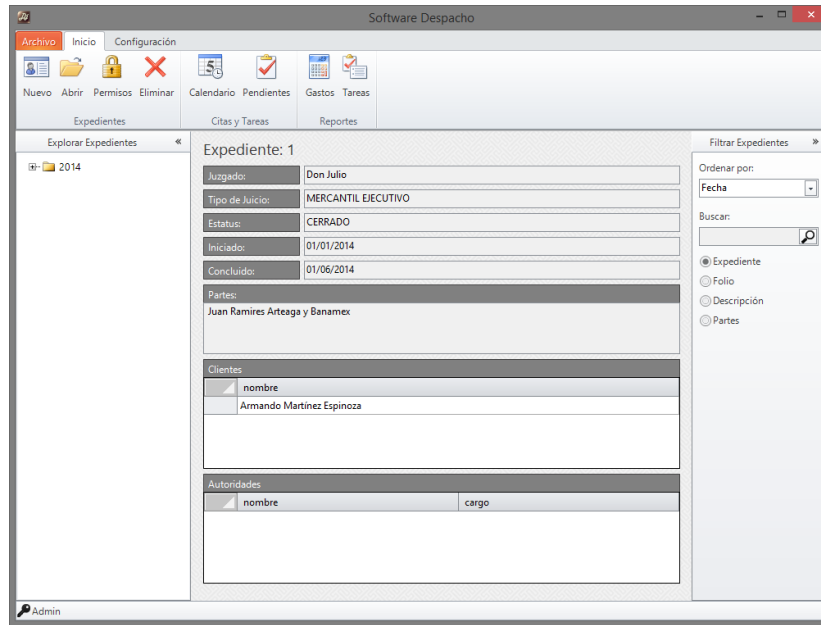 Software Despacho
Archivo Inicio Configuración
Nuevo Abrir Permisos Eliminar Calendario Pendientes Gastos Tareas
Expedientes Citas y Tareas Reportes
Explorar Expedientes «
2014
Expediente: 1
Juzgado: Don Julio
Tipo de Juicio: MERCANTIL EJECUTIVO
Estatus: CERRADO
Iniciado: 01/01/2014
Concluido: 01/06/2014
Partes:
Juan Ramires Arteaga y Banamex
Clientes
nombre
Armando Martínez Espinoza
Autoridades
nombre cargo
Filtrar Expedientes »
Ordenar por:
Fecha
Buscar:
Expediente
Folio
Descripción
Partes
Admin